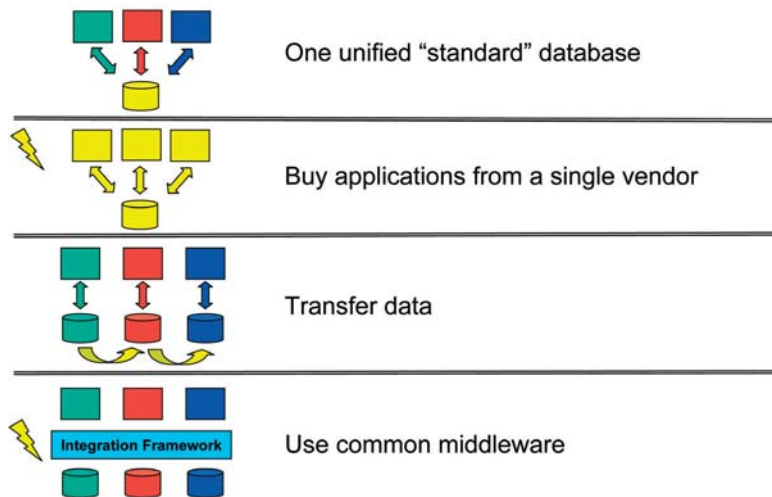 One unified “standard” database
Buy applications from a single vendor
Transfer data
Integration Framework
Use common middleware